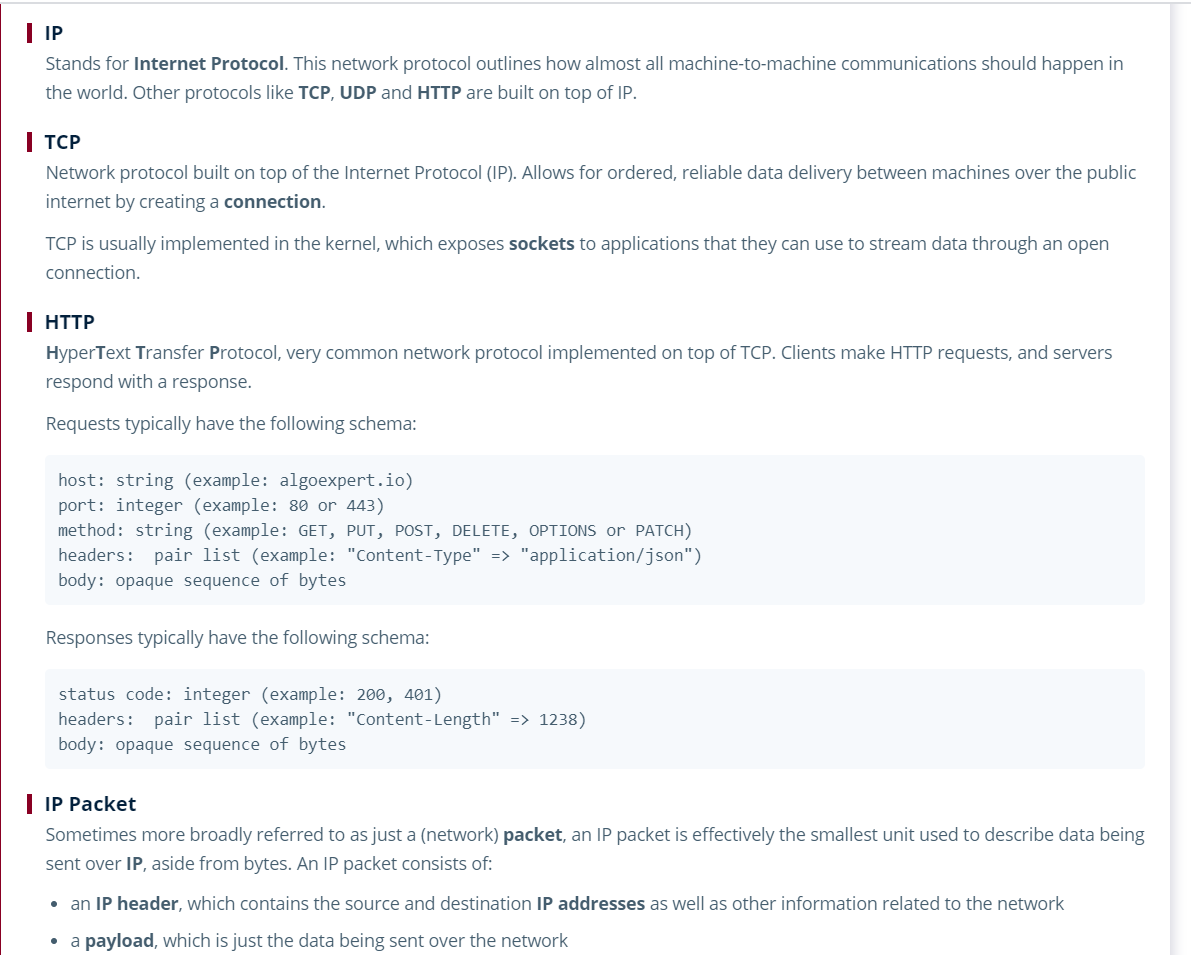 IP
Stands for Internet Protocol. This network protocol outlines how almost all machine-to-machine communications should happen in
the world. Other protocols like TCP, UDP and HTTP are built on top of IP.
TCP
Network protocol built on top of the Internet Protocol (IP). Allows for ordered, reliable data delivery between machines over the public
internet by creating a connection.
TCP is usually implemented in the kernel, which exposes sockets to applications that they can use to stream data through an open
connection.
HTTP
HyperText Transfer Protocol, very common network protocol implemented on top of TCP. Clients make HTTP requests, and servers
respond with a response.
Requests typically have the following schema:
host: string (example: algoexpert.io)
port: integer (example: 80 or 443)
method: string (example: GET, PUT, POST, DELETE, OPTIONS or PATCH)
headers:  pair list (example: "Content-Type" => "application/json")
body: opaque sequence of bytes
Responses typically have the following schema:
status code: integer (example: 200, 401)
headers:  pair list (example: "Content-Length" => 1238)
body: opaque sequence of bytes
IP Packet
Sometimes more broadly referred to as just a (network) packet, an IP packet is effectively the smallest unit used to describe data being
sent over IP, aside from bytes. An IP packet consists of:
• an IP header, which contains the source and destination IP addresses as well as other information related to the network
• a payload, which is just the data being sent over the network